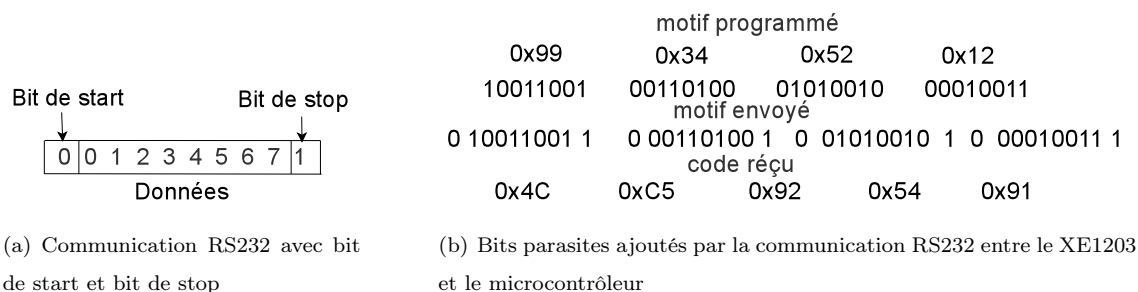 motif programmé
0x99 0x34 0x52 0x12
10011001 00110100 01010010 00010011
motif envoyé
0 10011001 1 0 00110100 1 0 01010010 1 0 00010011 1
code réçu
0x4C 0xC5 0x92 0x54 0x91
Bit de start Bit de stop
0 0 1 2 3 4 5 6 7 1
Données
(a) Communication RS232 avec bit
de start et bit de stop
(b) Bits parasites ajoutés par la communication RS232 entre le XE1203
et le microcontrôleur